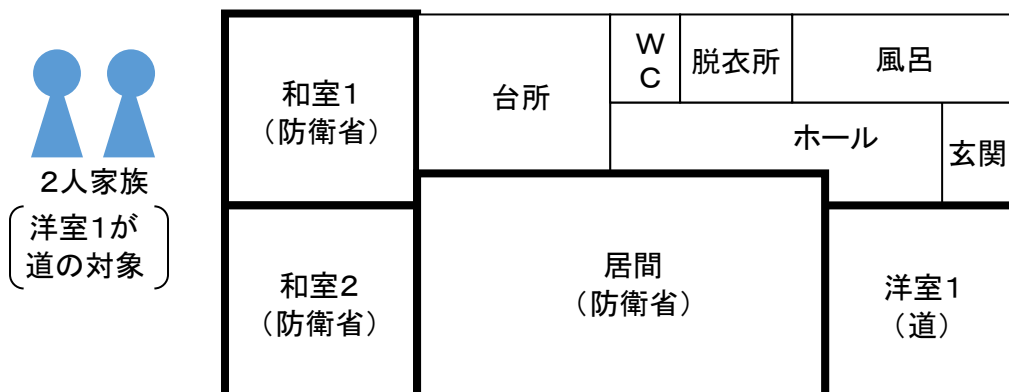 2人家族
洋室1が
道の対象
和室1
(防衛省)
台所
W
C
脱衣所
風呂
ホール
玄関
和室2
(防衛省)
居間
(防衛省)
洋室1
(道)